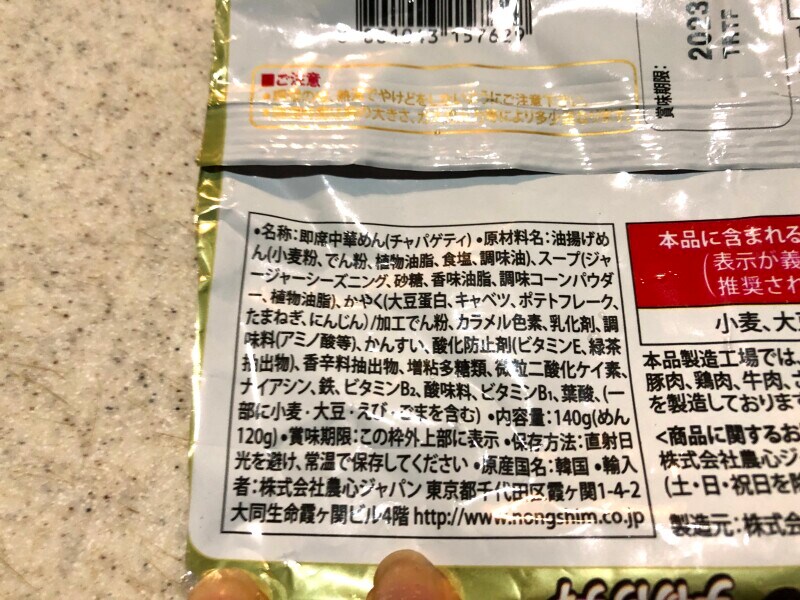 8 801043 157629
2023
賞味期限:
■ご注意
•名称:即席中華めん(チャパゲティ) •原材料名:油揚げめ
ん(小麦粉、でん粉、植物油脂、食塩、調味油)、スープ(ジ
ャージャーシーズニング、砂糖、香味油脂、調味コーンパウダ
ー、植物油脂)、かやく(大豆蛋白、キャベツ、ポテトフレーク、
たまねぎ、にんじん)/加工でん粉、カラメル色素、乳化剤、調
味料(アミノ酸等)、かんすい、酸化防止剤(ビタミンE、緑茶
抽出物)、香辛料抽出物、増粘多糖類、微粒二酸化ケイ素、
ナイアシン、鉄、ビタミンB₂、酸味料、ビタミンB₁、葉酸、(一
部に小麦・大豆・えび・ごまを含む) •内容量:140g(めん
120g) •賞味期限:この枠外上部に表示 •保存方法:直射日
光を避け、常温で保存してください •原産国名:韓国 •輸入
者:株式会社農心ジャパン 東京都千代田区霞ヶ関1-4-2
大同生命霞ヶ関ビル4階 http://www.nongshim.co.jp
本品に含まれる
(表示が義
推奨され
小麦、大豆
本品製造工場では、
豚肉、鶏肉、牛肉、さ
を製造しております
<商品に関するお
株式会社農心ジャ
(土・日・祝日を除
製造元:株式会